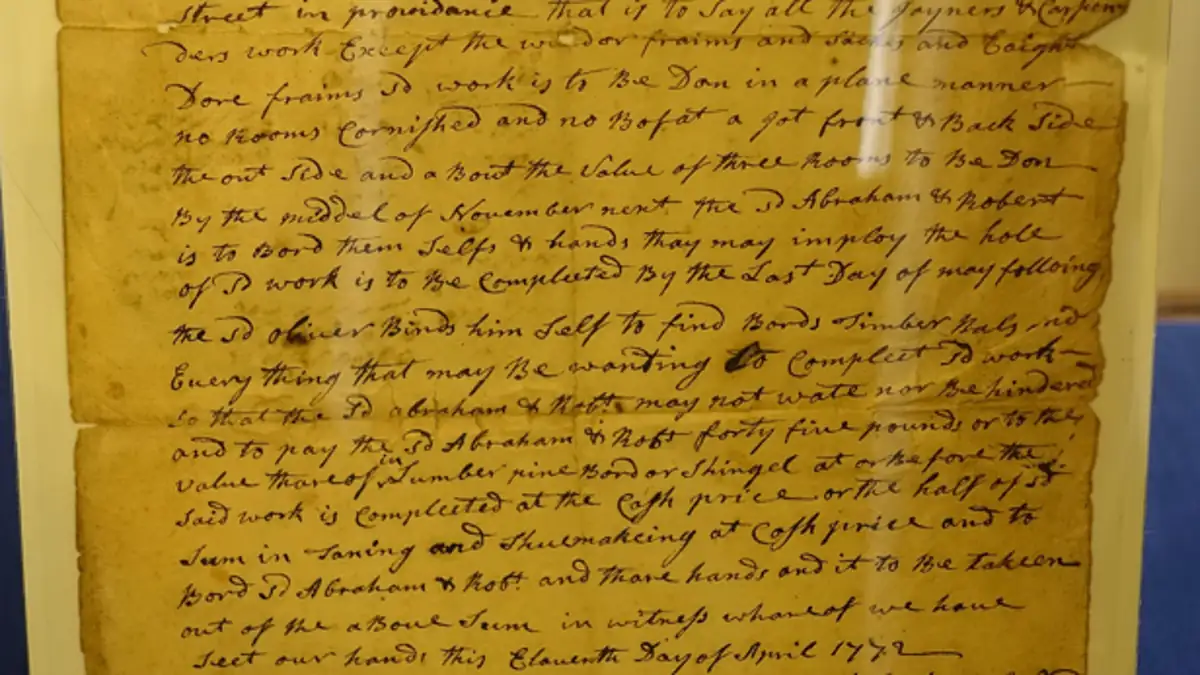 street in providance that is to Say all the Jayners & Carpen
ders work Except the windor fraims and Sashes and Eaight
Dore fraims Sd work is to Be Don in a plane manner
no Rooms Cornished and no Bofat a got front & Back Side
the out Side and a Bout the Value of three Rooms to Be Don
By the middel of November next the Sd Abraham & Robert
is to Bord them Selfs & hands thay may imploy the hole
of Sd work is to Be Compleeted By the Last Day of may folloing
the Sd oliver Binds him Self to find Bords Timber Nals and
Every thing that may Be wanting to Compleet Sd work
So that the Sd abraham & Robt may not wate nor Be hindered
and to pay the Sd Abraham & Robt forty five pounds or to the
value thareof in Lumber pine Bord or Shingel at or before the
Said work is Compleeted at the Cash price or the half of Sd
Sum in Taning and Shuemakeing at Cash price and to
Bord Sd Abraham & Robt and thare hands and it to Be takeen
out of the aBove Sum in witness whareof we have
Seet our hands this Elaventh Day of April 1772